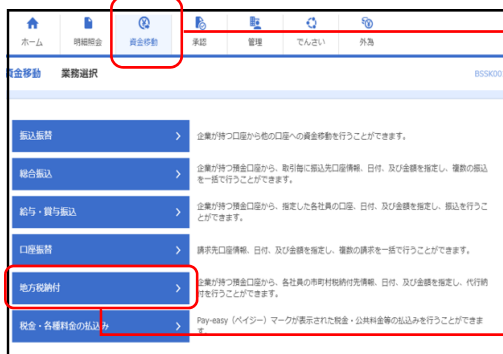 ホーム 明細照会 資金移動 承認 管理 でんさい 外為
資金移動 業務選択 BSSK00
振込振替 企業が持つ口座から他の口座への資金移動を行うことができます。
総合振込 企業が持つ預金口座から、取引毎に振込先口座情報、日付、及び金額を指定し、複数の振込
を一括で行うことができます。
給与・賞与振込 企業が持つ預金口座から、指定した各社員の口座、日付、及び金額を指定し、振込を行うこ
とができます。
口座振替 請求先口座情報、日付、及び金額を指定し、複数の請求を一括で行うことができます。
地方税納付 企業が持つ預金口座から、各社員の市町村税納付先情報、日付、及び金額を指定し、代行納
付を行うことができます。
税金・各種料金の払込み Pay-easy（ペイジー）マークが表示された税金・公共料金等の払込みを行うことができま
す。